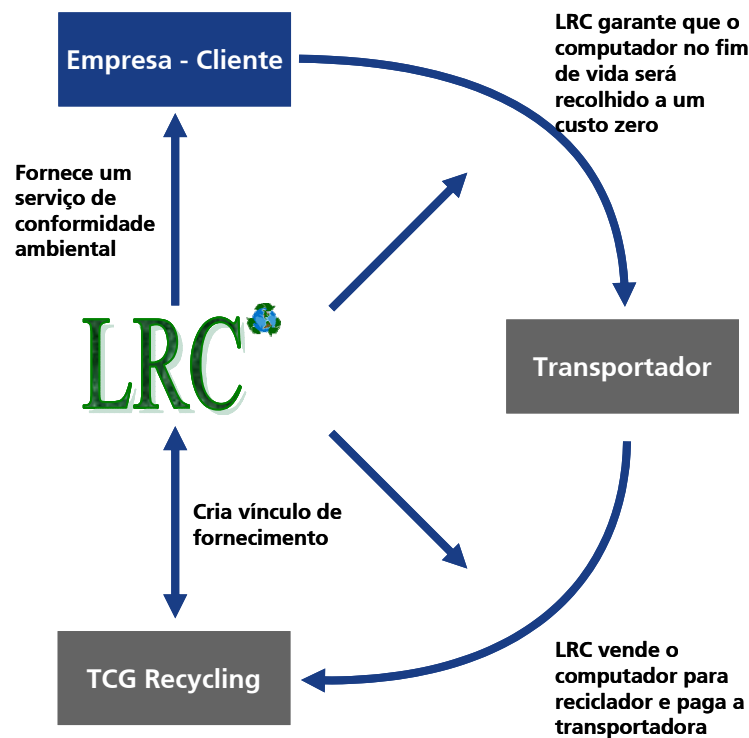 Empresa - Cliente
LRC garante que o
computador no fim
de vida será
recolhido a um
custo zero
Fornece um
serviço de
conformidade
ambiental
LRC
Transportador
Cria vínculo de
fornecimento
TCG Recycling
LRC vende o
computador para
reciclador e paga a
transportadora